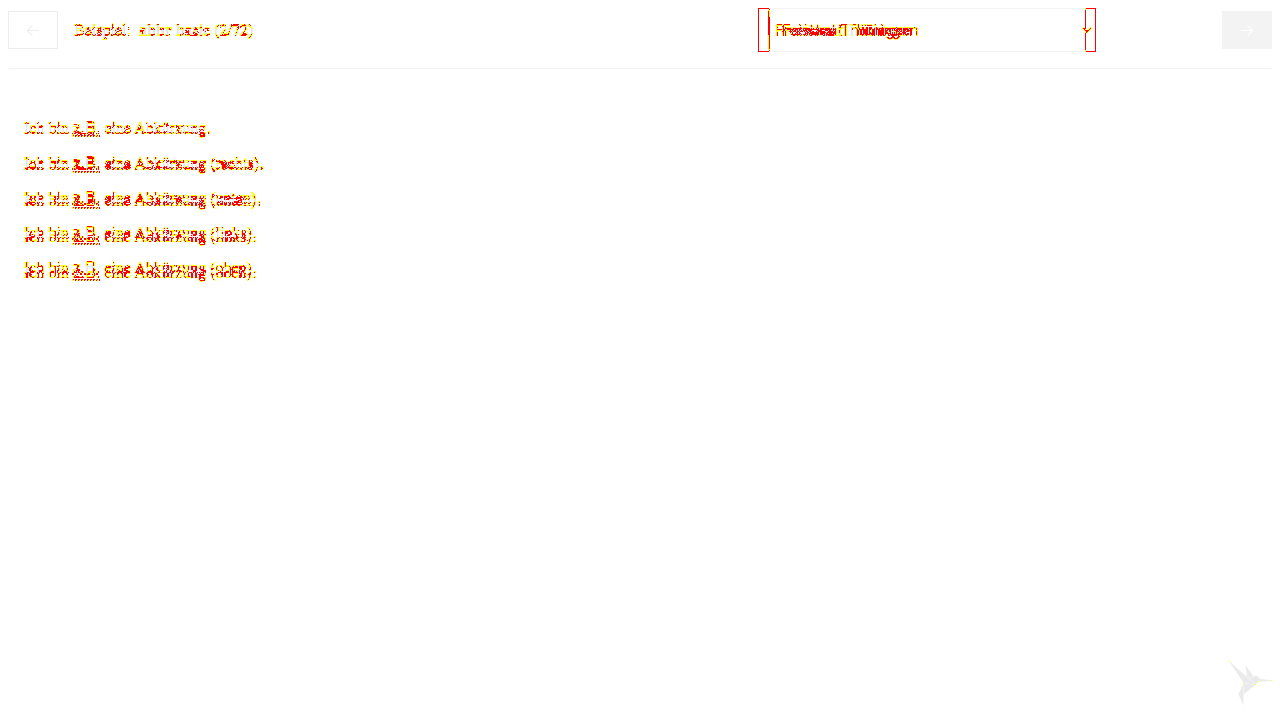 Beispiel: abbr basic (2/72)
Ich bin z.B. eine Abkürzung.
Ich bin z.B. eine Abkürzung (rechts).
Ich bin z.B. eine Abkürzung (unten).
Ich bin z.B. eine Abkürzung (links).
Ich bin z.B. eine Abkürzung (oben).